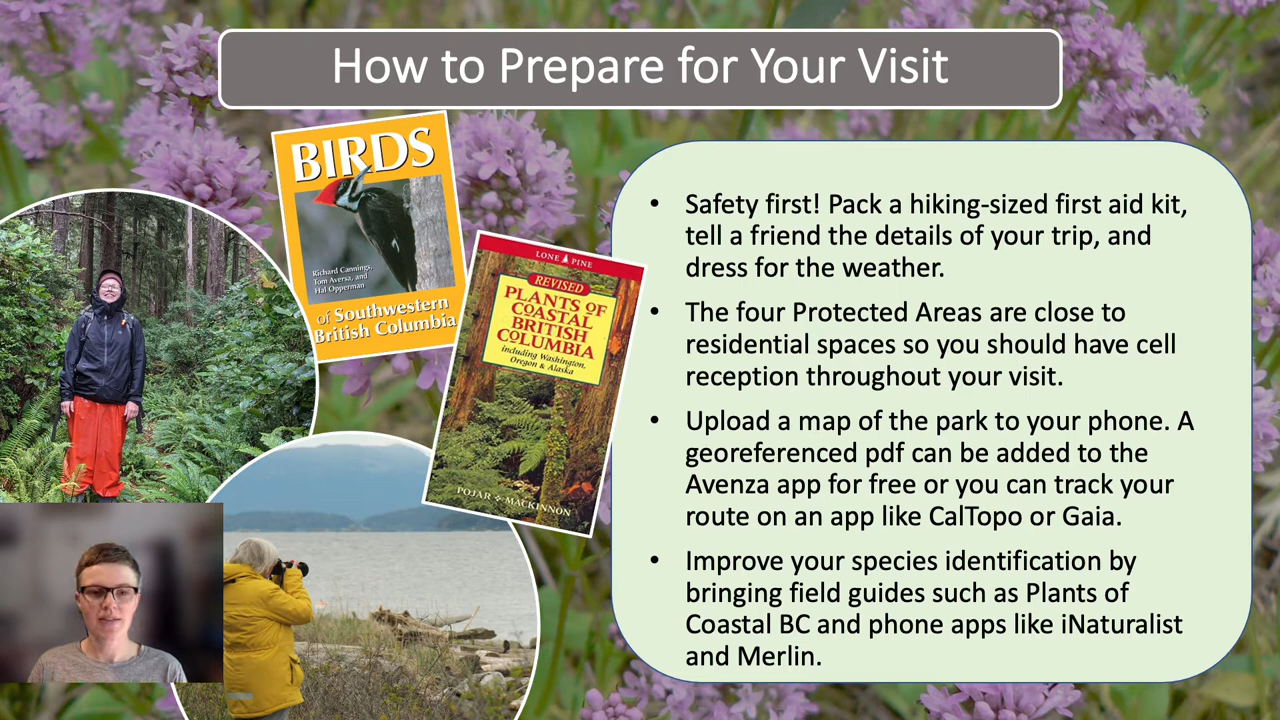 How to Prepare for Your Visit
BIRDS
Richard Cannings,
Tom Aversa, and
Hal Opperman
of Southwestern
British Columbia
LONE PINE
REVISED
PLANTS OF
COASTAL
BRITISH
COLUMBIA
including Washington,
Oregon & Alaska
POJAR MACKINNON
• Safety first! Pack a hiking-sized first aid kit,
tell a friend the details of your trip, and
dress for the weather.
• The four Protected Areas are close to
residential spaces so you should have cell
reception throughout your visit.
• Upload a map of the park to your phone. A
georeferenced pdf can be added to the
Avenza app for free or you can track your
route on an app like CalTopo or Gaia.
• Improve your species identification by
bringing field guides such as Plants of
Coastal BC and phone apps like iNaturalist
and Merlin.